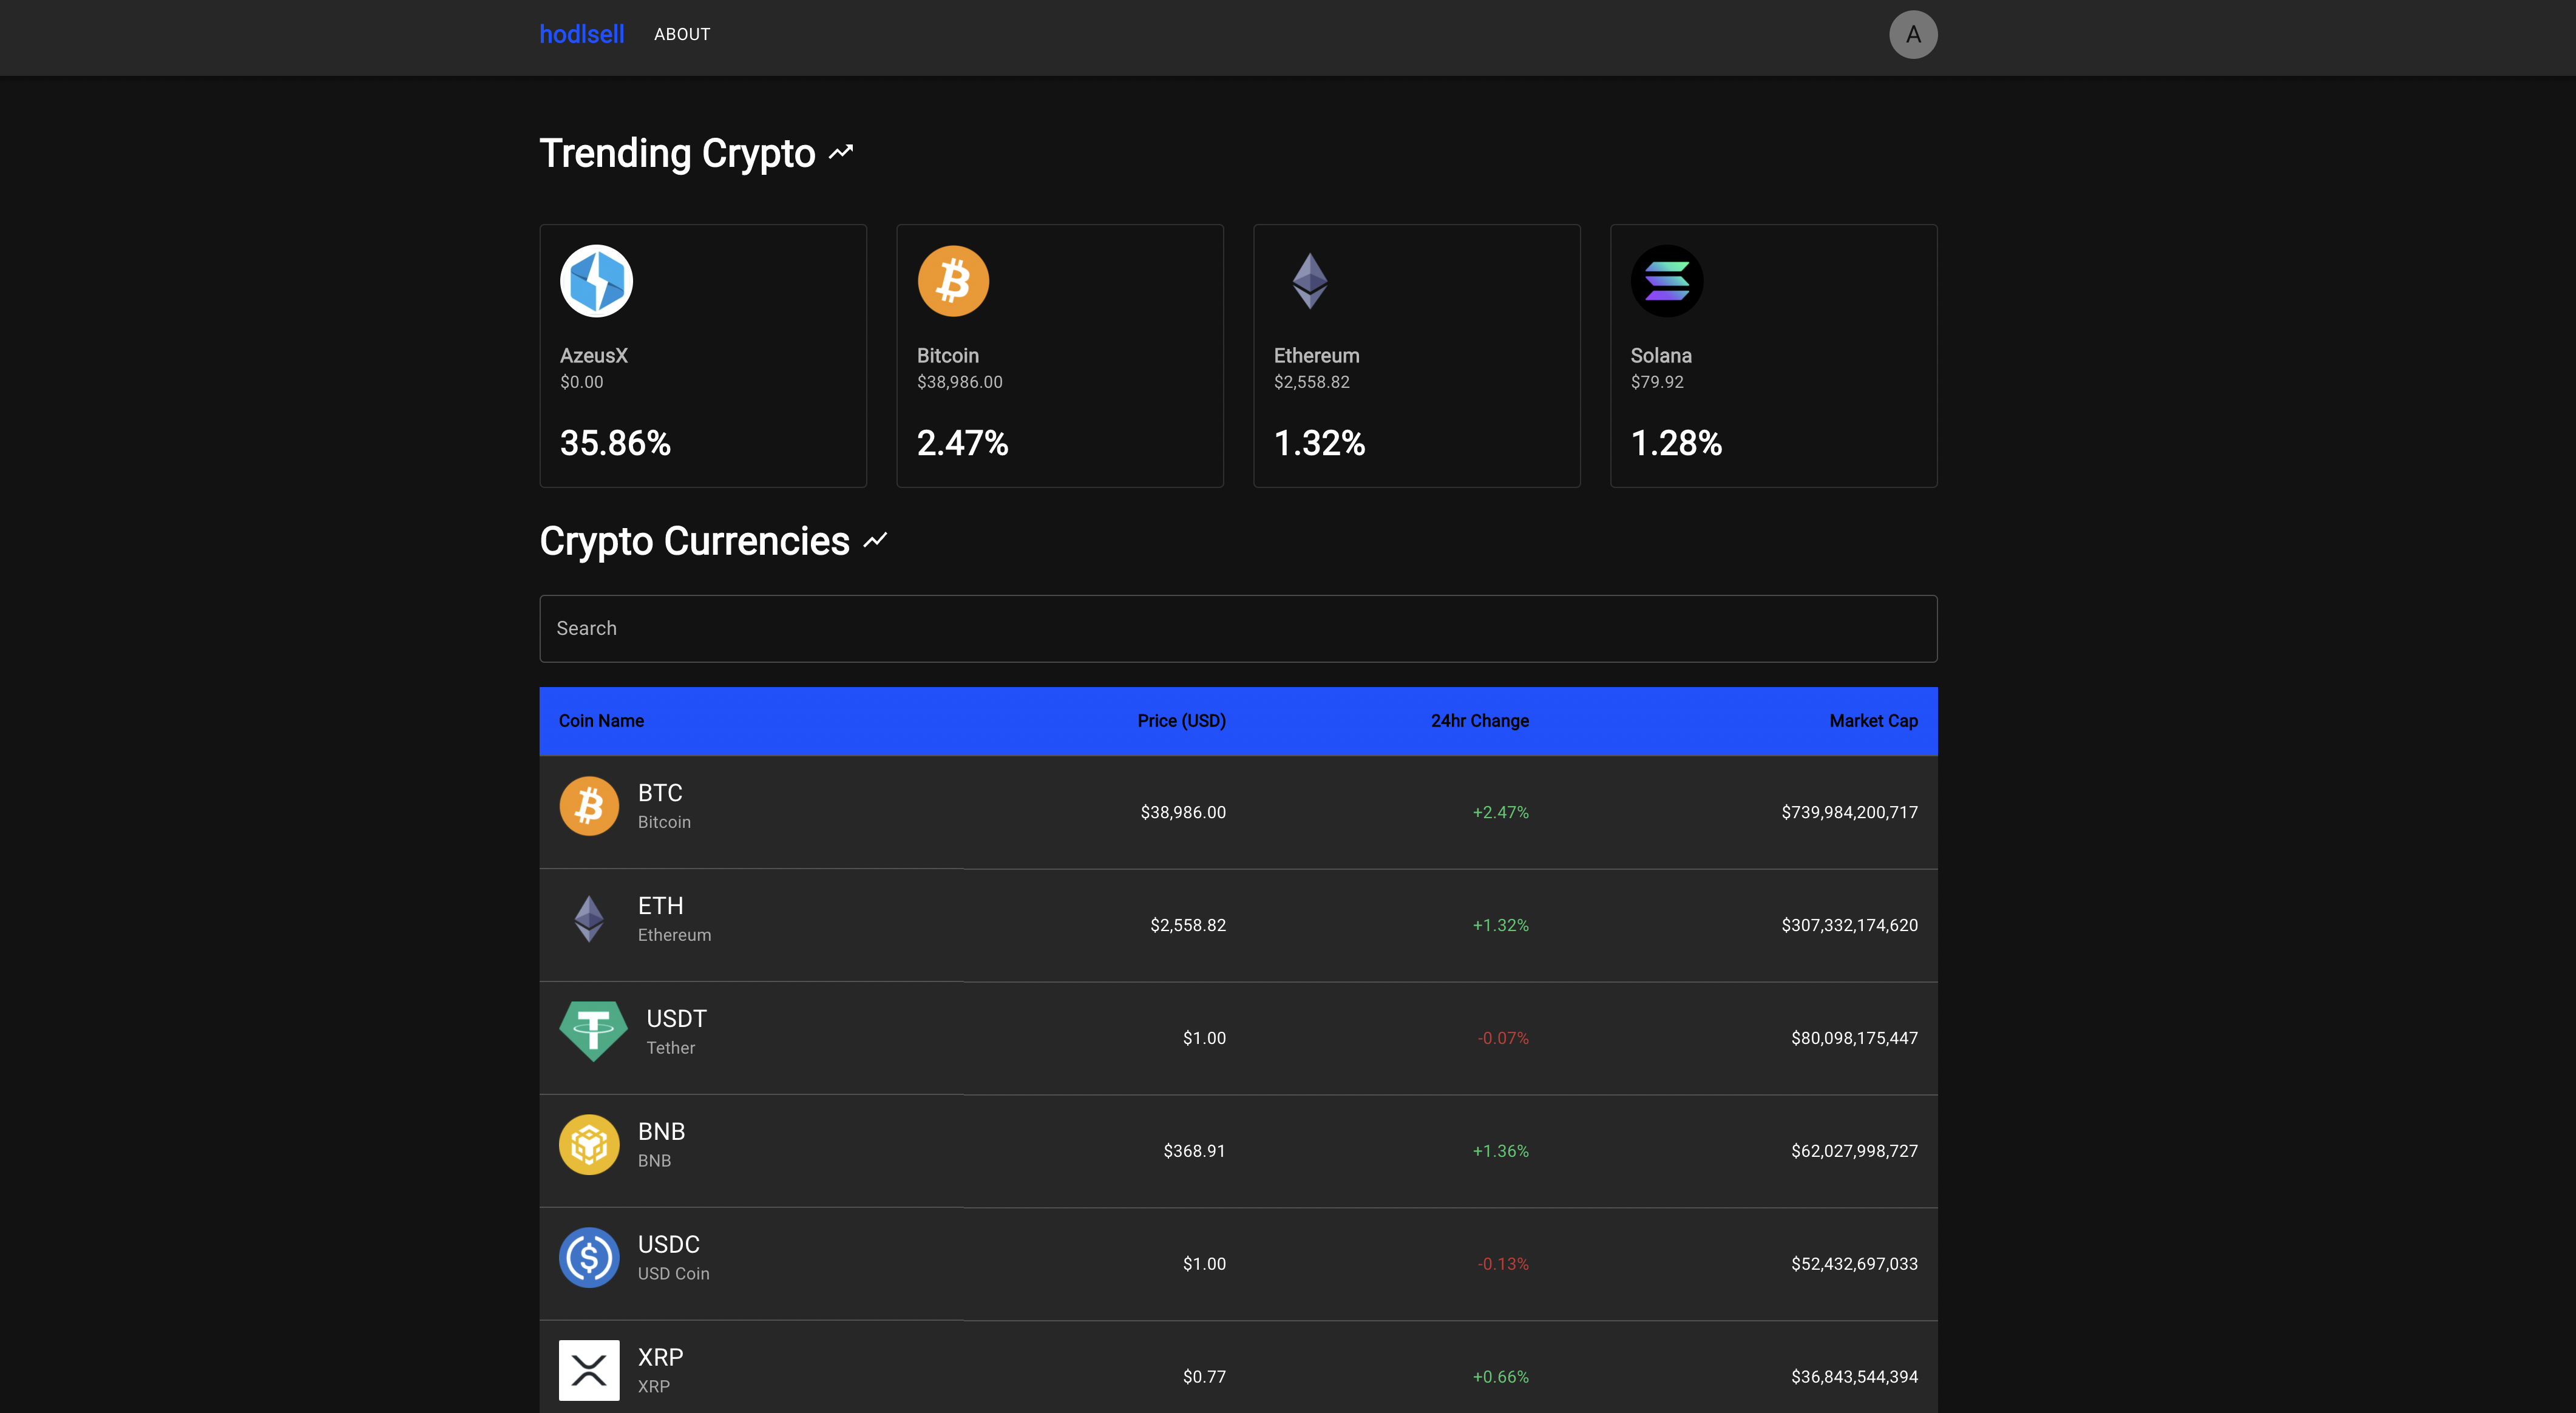 hodlsell ABOUT A
Trending Crypto
AzeusX
$0.00
35.86%
Bitcoin
$38,986.00
2.47%
Ethereum
$2,558.82
1.32%
Solana
$79.92
1.28%
Crypto Currencies
Search
Coin Name Price (USD) 24hr Change Market Cap
BTC
Bitcoin
$38,986.00 +2.47% $739,984,200,717
ETH
Ethereum
$2,558.82 +1.32% $307,332,174,620
USDT
Tether
$1.00 -0.07% $80,098,175,447
BNB
BNB
$368.91 +1.36% $62,027,998,727
USDC
USD Coin
$1.00 -0.13% $52,432,697,033
XRP
XRP
$0.77 +0.66% $36,843,544,394